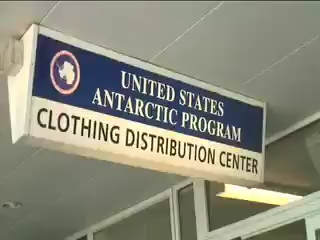 UNITED STATES
ANTARCTIC PROGRAM
CLOTHING DISTRIBUTION CENTER